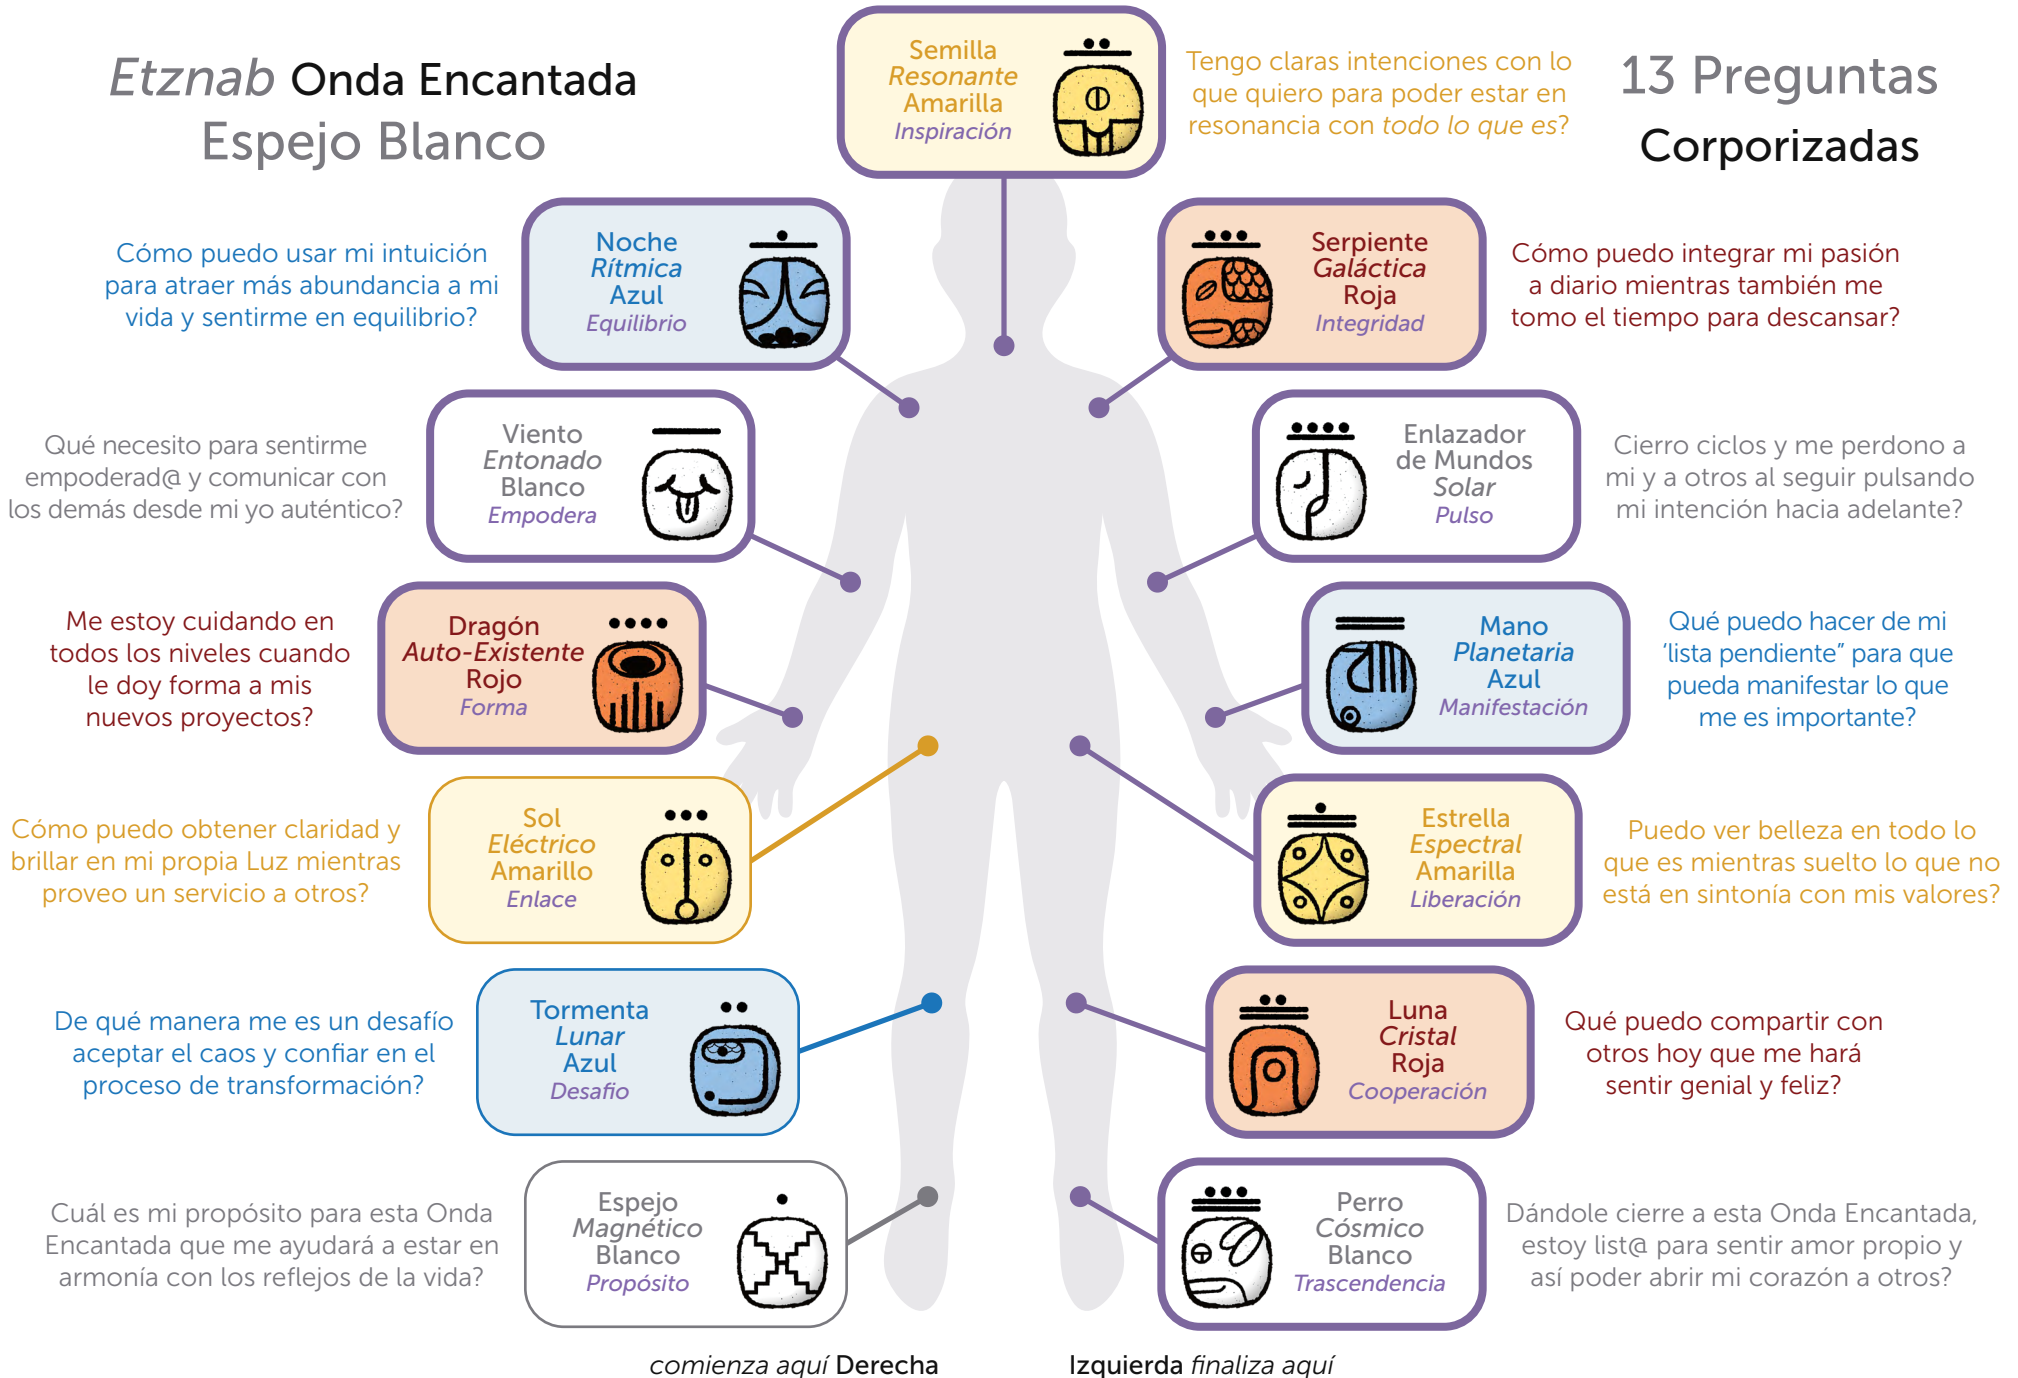 Etznab Onda Encantada
Espejo Blanco
13 Preguntas
Corporizadas
Semilla
Resonante
Amarilla
Inspiración
Tengo claras intenciones con lo
que quiero para poder estar en
resonancia con todo lo que es?
Cómo puedo usar mi intuición
para atraer más abundancia a mi
vida y sentirme en equilibrio?
Noche
Rítmica
Azul
Equilibrio
Serpiente
Galáctica
Roja
Integridad
Cómo puedo integrar mi pasión
a diario mientras también me
tomo el tiempo para descansar?
Qué necesito para sentirme
empoderad@ y comunicar con
los demás desde mi yo auténtico?
Viento
Entonado
Blanco
Empodera
Enlazador
de Mundos
Solar
Pulso
Cierro ciclos y me perdono a
mi y a otros al seguir pulsando
mi intención hacia adelante?
Me estoy cuidando en
todos los niveles cuando
le doy forma a mis
nuevos proyectos?
Dragón
Auto-Existente
Rojo
Forma
Mano
Planetaria
Azul
Manifestación
Qué puedo hacer de mi
'lista pendiente" para que
pueda manifestar lo que
me es importante?
Cómo puedo obtener claridad y
brillar en mi propia Luz mientras
proveo un servicio a otros?
Sol
Eléctrico
Amarillo
Enlace
Estrella
Espectral
Amarilla
Liberación
Puedo ver belleza en todo lo
que es mientras suelto lo que no
está en sintonía con mis valores?
De qué manera me es un desafío
aceptar el caos y confiar en el
proceso de transformación?
Tormenta
Lunar
Azul
Desafio
Luna
Cristal
Roja
Cooperación
Qué puedo compartir con
otros hoy que me hará
sentir genial y feliz?
Cuál es mi propósito para esta Onda
Encantada que me ayudará a estar en
armonía con los reflejos de la vida?
Espejo
Magnético
Blanco
Propósito
Perro
Cósmico
Blanco
Trascendencia
Dándole cierre a esta Onda Encantada,
estoy list@ para sentir amor propio y
así poder abrir mi corazón a otros?
comienza aquí Derecha
Izquierda finaliza aquí